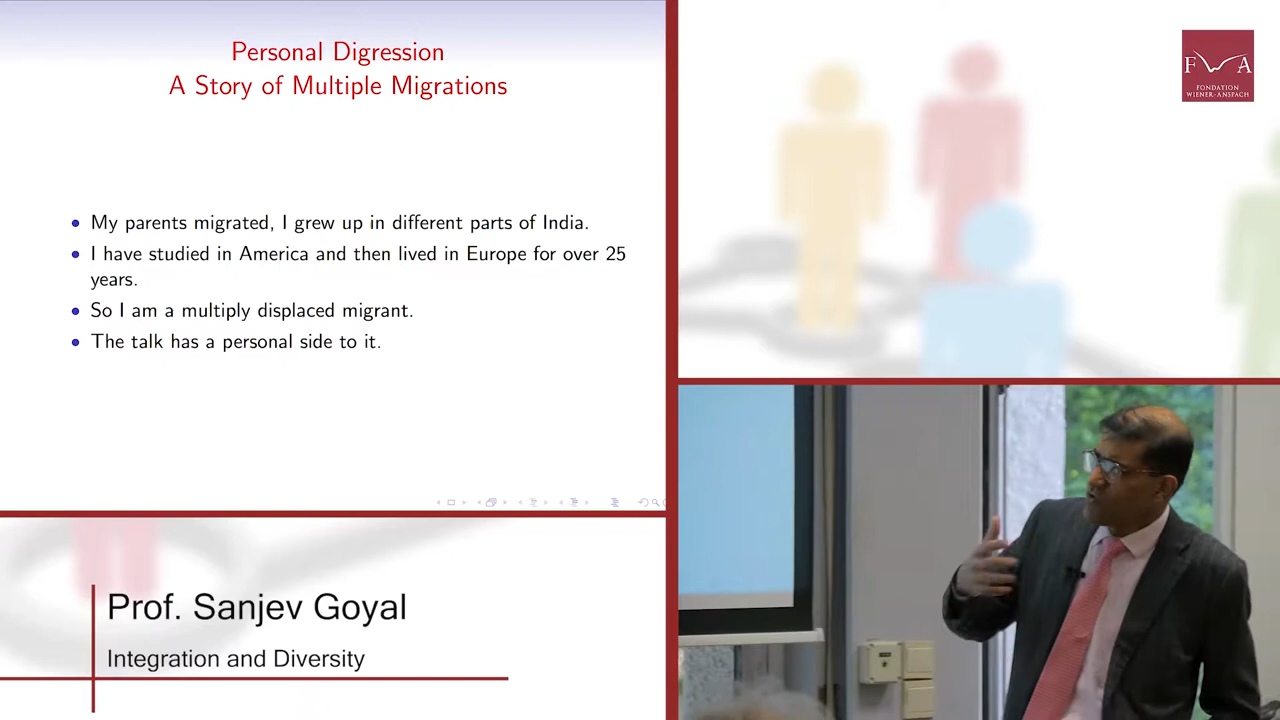 Personal Digression
A Story of Multiple Migrations
• My parents migrated, I grew up in different parts of India.
• I have studied in America and then lived in Europe for over 25
years.
• So I am a multiply displaced migrant.
• The talk has a personal side to it.
Prof. Sanjev Goyal
Integration and Diversity
F W A
FONDATION
WIENER-ANSPACH